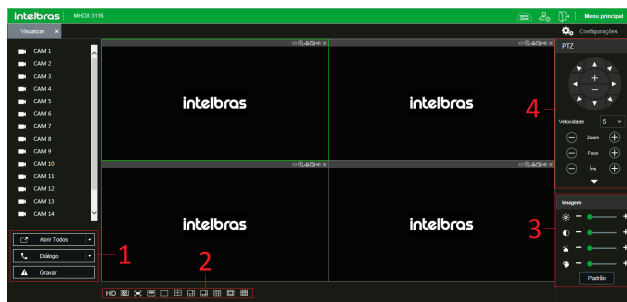 intelbras MHDX 3116 Menu principal
Visualizar × Configurações
PTZ
CAM 1
CAM 2
CAM 3
CAM 4
CAM 5
CAM 6
CAM 7
CAM 8
CAM 9
CAM 10
CAM 11
CAM 12
CAM 13
CAM 14
intelbras intelbras
4
Velocidade 5
Zoom
Foco
Íris
intelbras intelbras
Imagem
3
Padrão
Abrir Todos
Diálogo
Gravar
1
2
HD